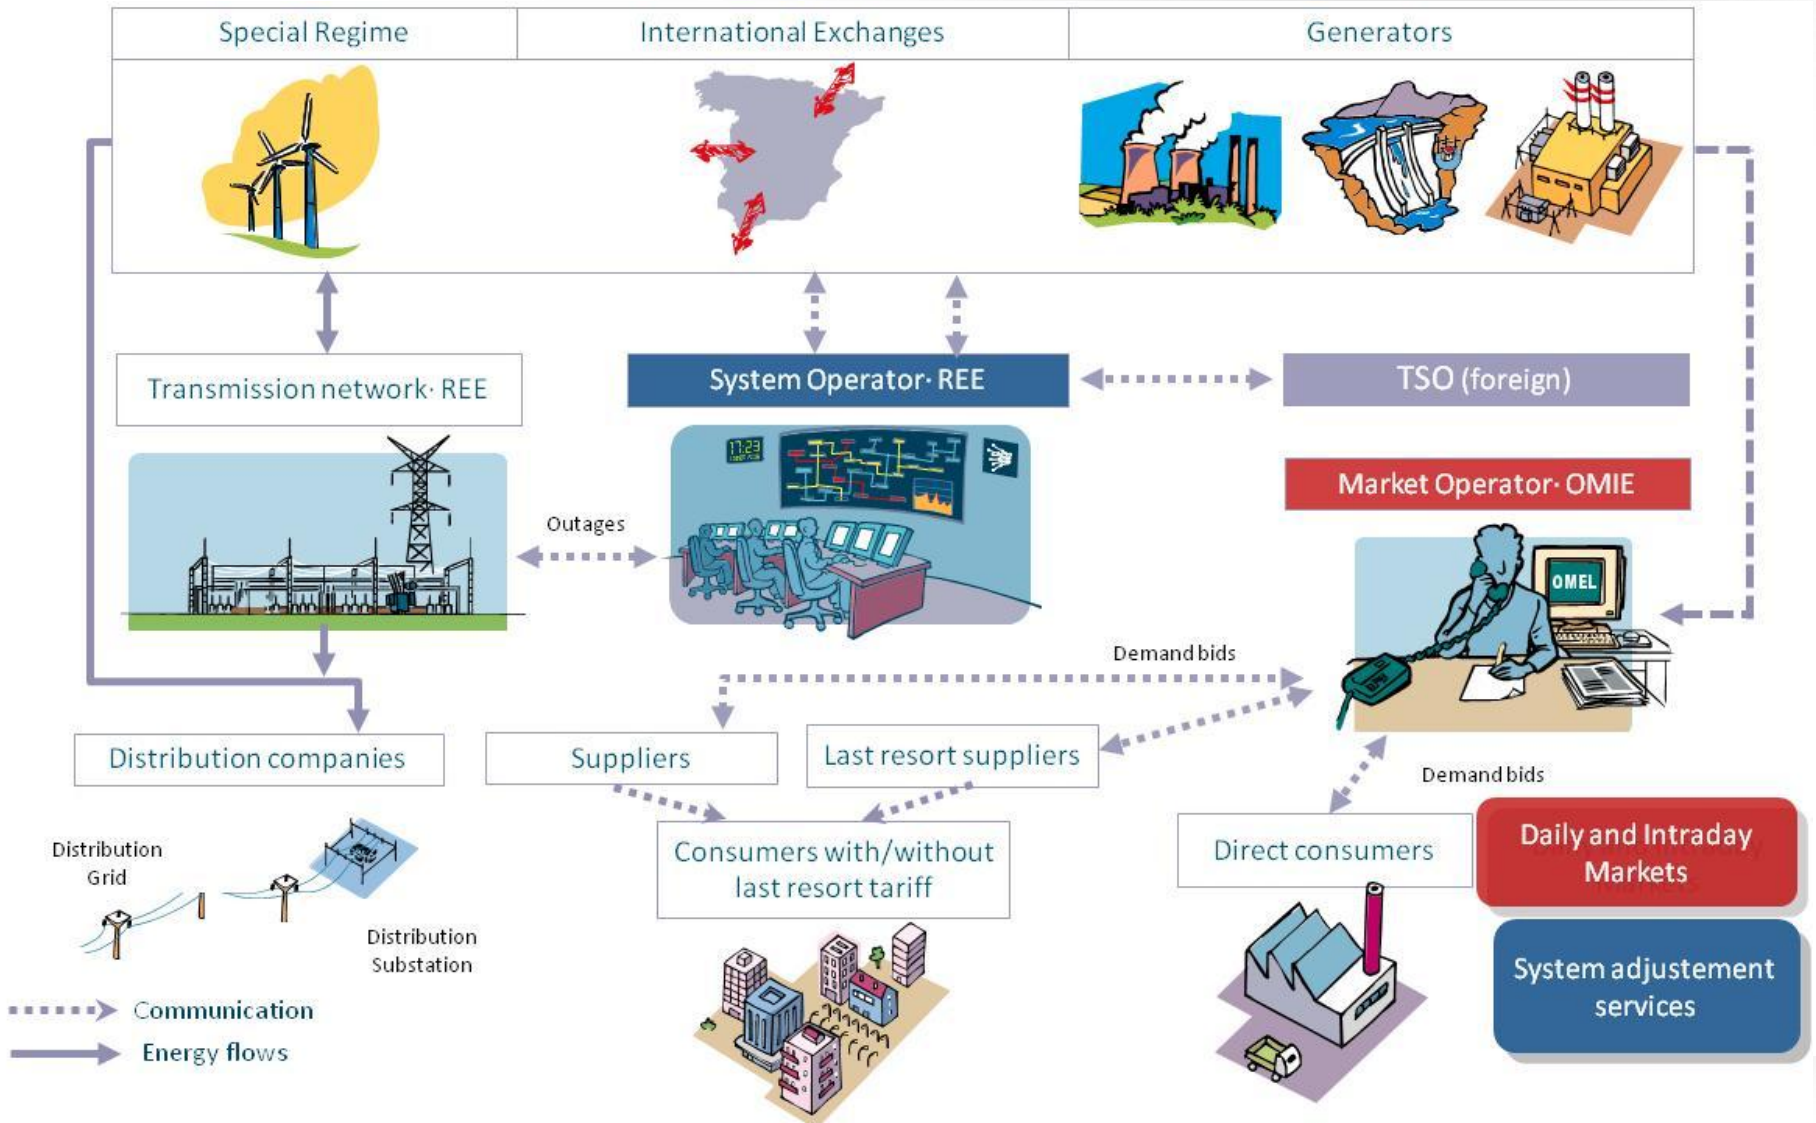 Special Regime
International Exchanges
Generators
Transmission network· REE
System Operator· REE
TSO (foreign)
17:23
Market Operator· OMIE
Outages
OMEL
Demand bids
Distribution companies
Suppliers
Last resort suppliers
Demand bids
Distribution
Grid
Consumers with/without
last resort tariff
Direct consumers
Daily and Intraday
Markets
Distribution
Substation
System adjustement
services
Communication
Energy flows